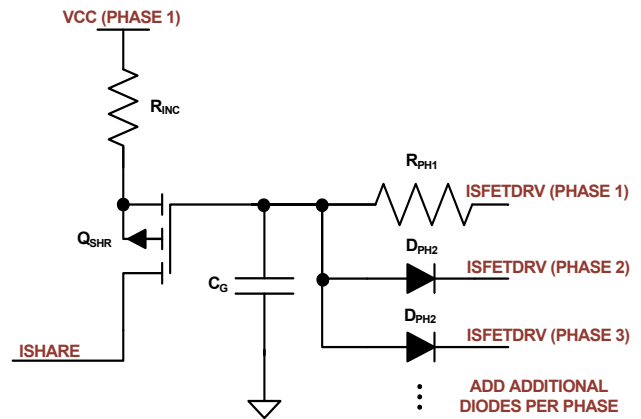 VCC (PHASE 1)
RINC
RPH1
ISFETDRV (PHASE 1)
QSHR
DPH2
ISFETDRV (PHASE 2)
CG
DPH2
ISFETDRV (PHASE 3)
ISHARE
ADD ADDITIONAL
DIODES PER PHASE